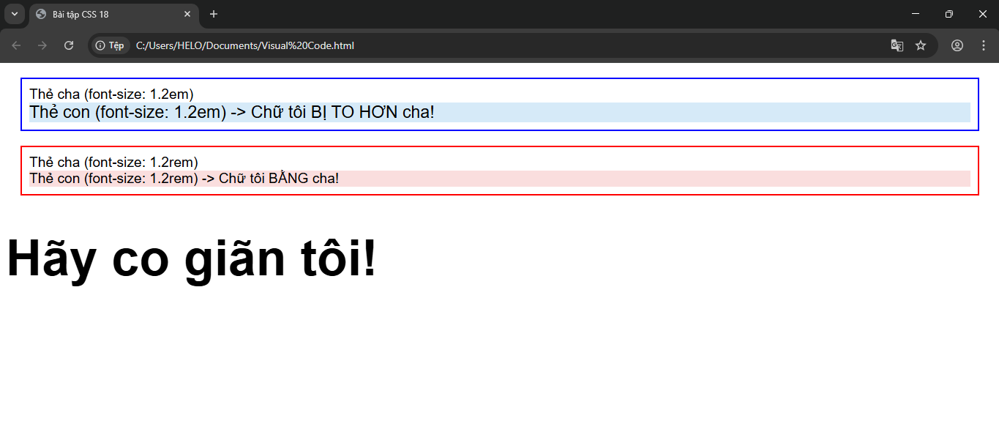 Bài tập CSS 18
Tệp
C:/Users/HELO/Documents/Visual%20Code.html
Thẻ cha (font-size: 1.2em)
Thẻ con (font-size: 1.2em) -> Chữ tôi BỊ TO HƠN cha!
Thẻ cha (font-size: 1.2rem)
Thẻ con (font-size: 1.2rem) -> Chữ tôi BẰNG cha!
Hãy co giãn tôi!